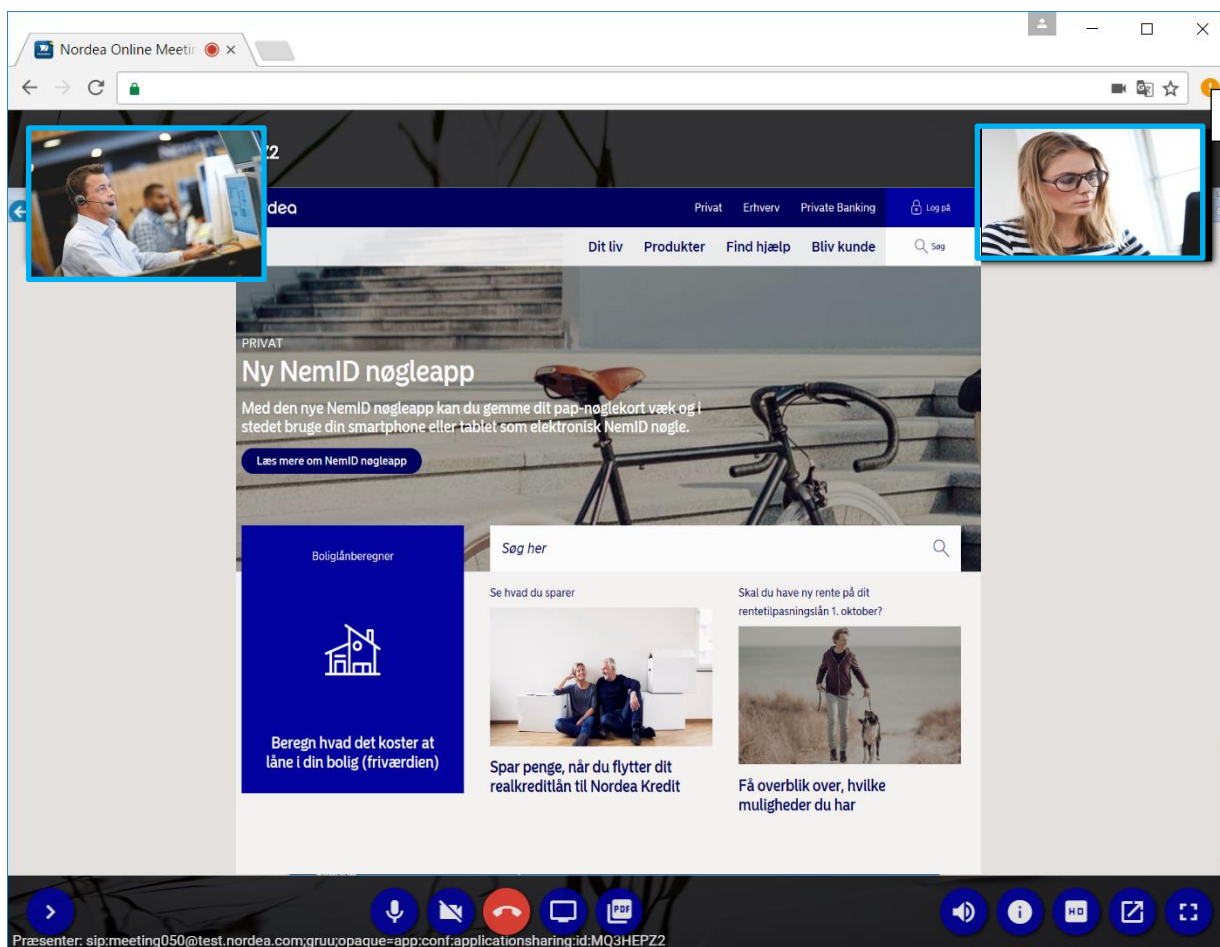 Nordea Online Meetin
Z2
dea
Privat Erhverv Private Banking Log på
Dit liv Produkter Find hjælp Bliv kunde Søg
PRIVAT
Ny NemID nøgleapp
Med den nye NemID nøgleapp kan du gemme dit pap-nøglekort væk og i
stedet bruge din smartphone eller tablet som elektronisk NemID nøgle.
Læs mere om NemID nøgleapp
Boliglånberegner
Søg her
Beregn hvad det koster at
låne i din bolig (friværdien)
Se hvad du sparer
Spar penge, når du flytter dit
realkreditlån til Nordea Kredit
Skal du have ny rente på dit
rentetilpasningslån 1. oktober?
Få overblik over, hvilke
muligheder du har
PDF
HD
Præsenter: sip:meeting050@test.nordea.com;gruu;opaque=app:conf:applicationsharing:id:MQ3HEPZ2